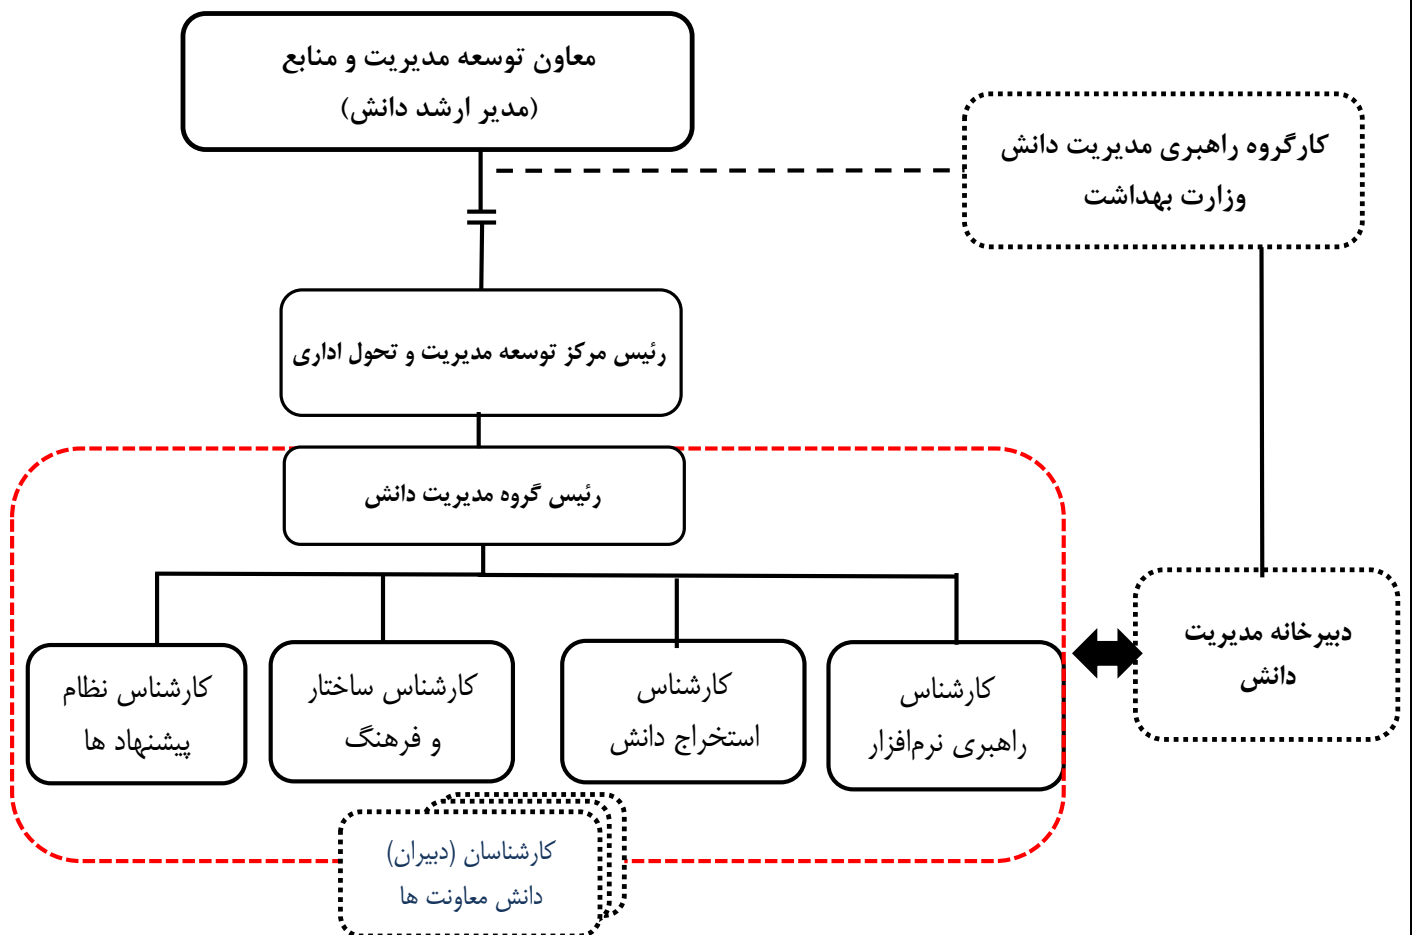 معاون توسعه مدیریت و منابع
(مدیر ارشد دانش)
کارگروه راهبری مدیریت دانش
وزارت بهداشت
رئیس مرکز توسعه مدیریت و تحول اداری
رئیس گروه مدیریت دانش
دبیرخانه مدیریت
دانش
کارشناس
راهبری نرم‌افزار
کارشناس
استخراج دانش
کارشناس ساختار
و فرهنگ
کارشناس نظام
پیشنهاد ها
کارشناسان (دبیران)
دانش معاونت ها